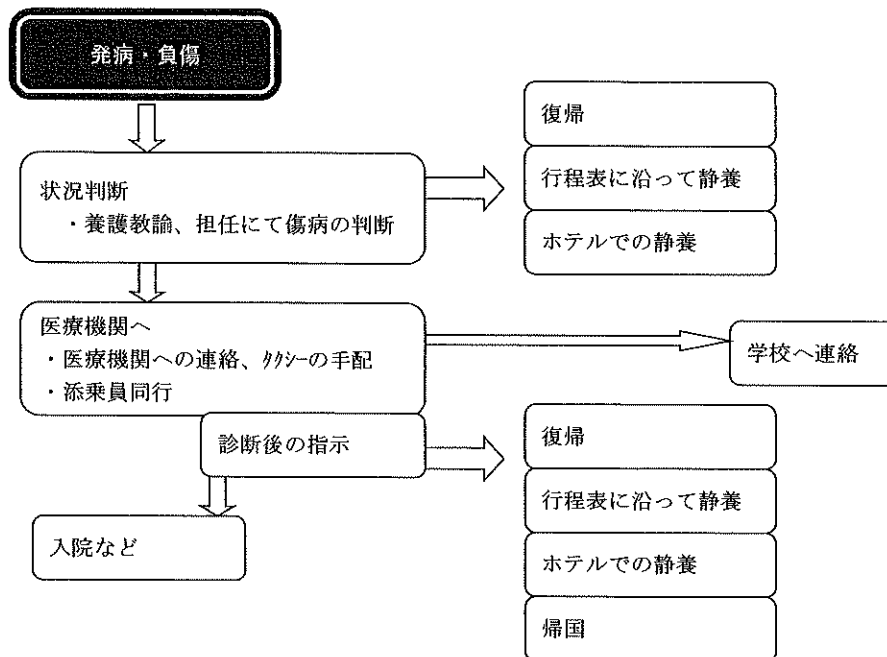 発病・負傷
復帰
行程表に沿って静養
ホテルでの静養
状況判断
・養護教諭、担任にて傷病の判断
医療機関へ
・医療機関への連絡、ﾀｸｼｰの手配
・添乗員同行
学校へ連絡
診断後の指示
復帰
行程表に沿って静養
ホテルでの静養
帰国
入院など